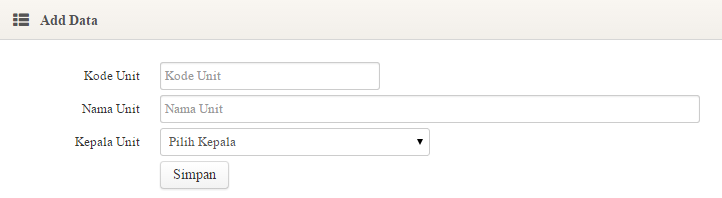 Add Data
Kode Unit Kode Unit
Nama Unit Nama Unit
Kepala Unit Pilih Kepala
Simpan